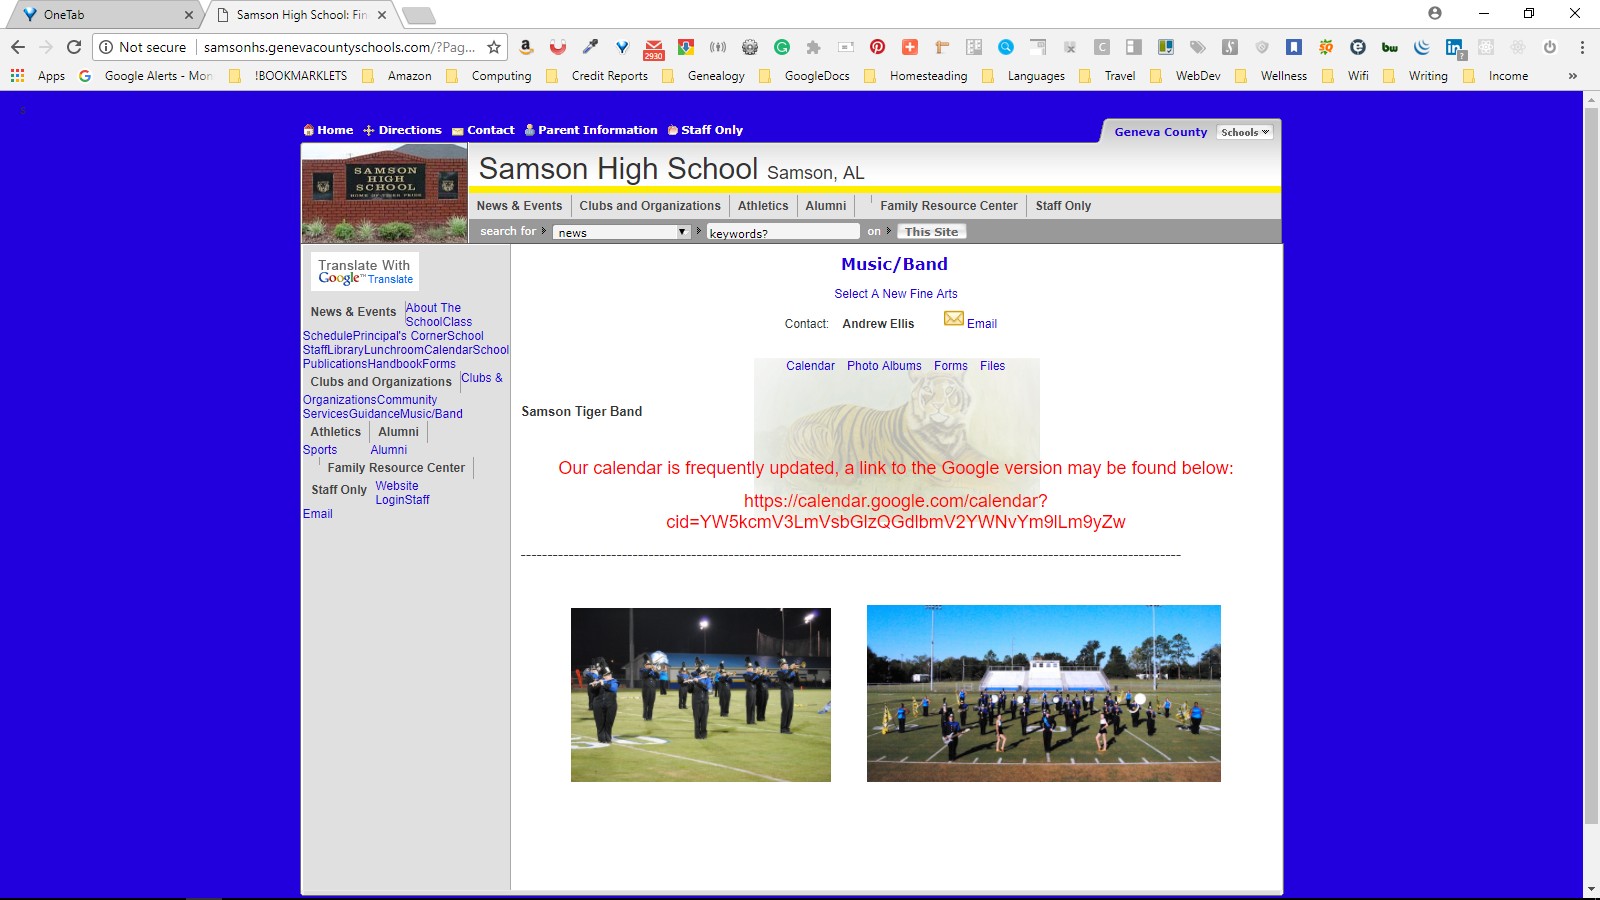 OneTab
Samson High School: Fin
Not secure
samsonhs.genevacountyschools.com/?Pag...
2930
bw
?
Apps
Google Alerts - Mon
!BOOKMARKLETS
Amazon
Computing
Credit Reports
Genealogy
GoogleDocs
Homesteading
Languages
Travel
WebDev
Wellness
Wifi
Writing
Income
»
Home
Directions
Contact
Parent Information
Staff Only
Geneva County
Schools
SAMSON
HIGH
SCHOOL
HOME OF TIGER PRIDE
Samson High School Samson, AL
News & Events
Clubs and Organizations
Athletics
Alumni
Family Resource Center
Staff Only
search for
news
keywords?
on
This Site
Translate With
Google™ Translate
News & Events
About The
SchoolClass
SchedulePrincipal's CornerSchool
StaffLibraryLunchroomCalendarSchool
PublicationsHandbookForms
Clubs and Organizations
Clubs &
OrganizationsCommunity
ServicesGuidanceMusic/Band
Athletics
Alumni
Sports
Alumni
Family Resource Center
Staff Only
Website
LoginStaff
Email
Music/Band
Select A New Fine Arts
Contact: Andrew Ellis
Email
Calendar
Photo Albums
Forms
Files
Samson Tiger Band
Our calendar is frequently updated, a link to the Google version may be found below:
https://calendar.google.com/calendar?
cid=YW5kcmV3LmVsbGlzQGdlbmV2YWNvYm9lLm9yZw